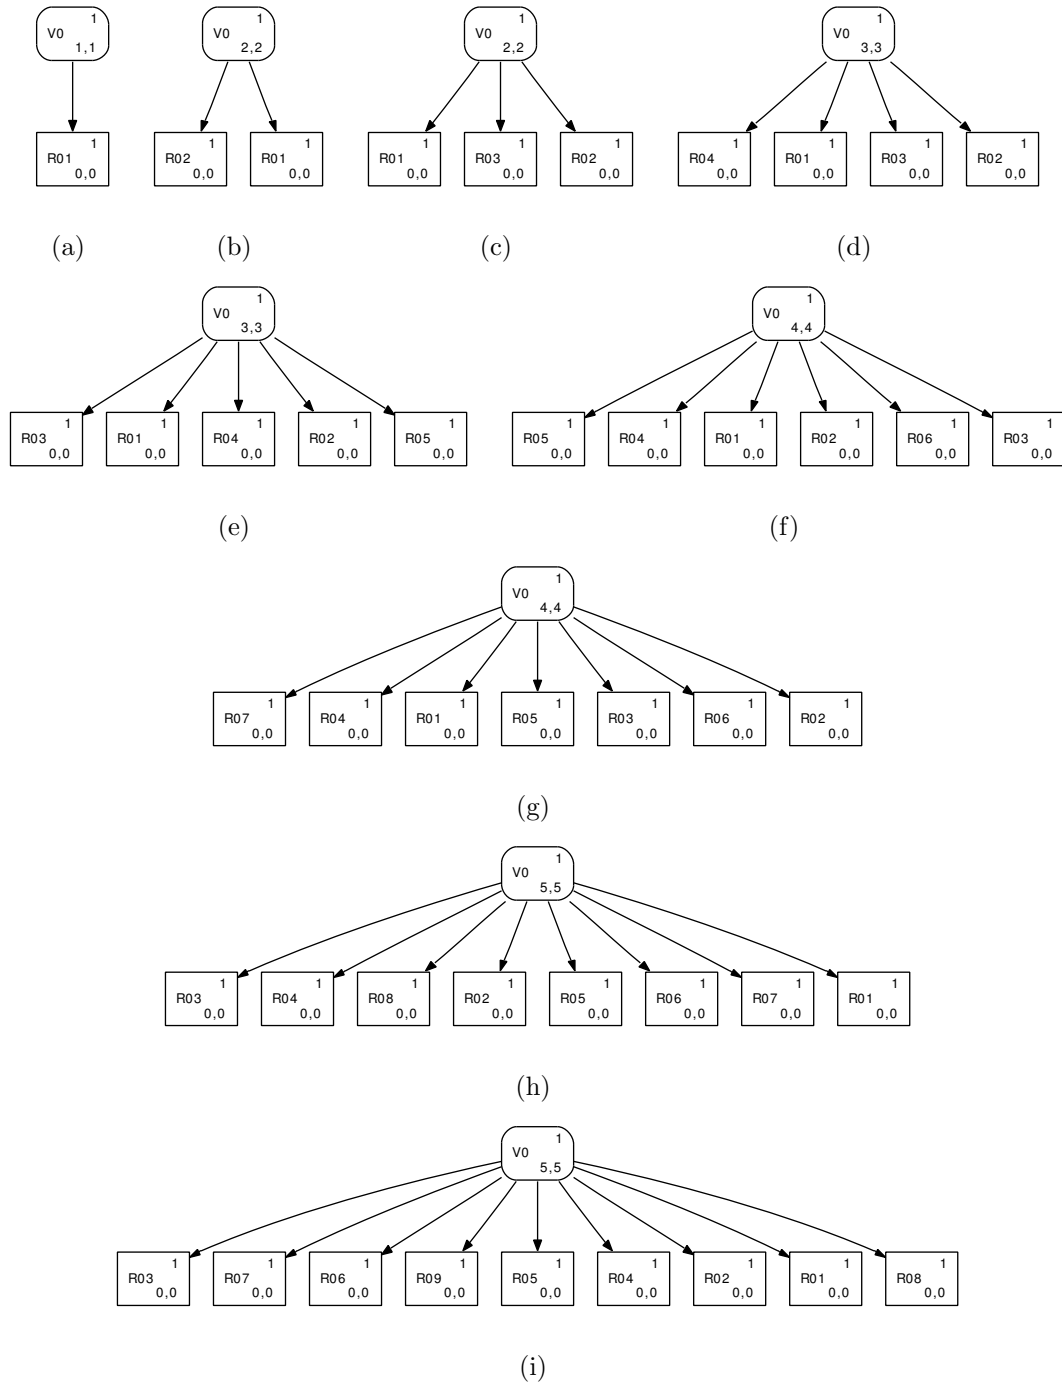 1 1 1 1
V0 V0 V0 V0
1,1 2,2 2,2 3,3
1 1 1 1 1 1 1 1 1 1
R01 R02 R01 R01 R03 R02 R04 R01 R03 R02
0,0 0,0 0,0 0,0 0,0 0,0 0,0 0,0 0,0 0,0
(a) (b) (c) (d)
1 1
V0 V0
3,3 4,4
1 1 1 1 1 1 1 1 1 1 1
R03 R01 R04 R02 R05 R05 R04 R01 R02 R06 R03
0,0 0,0 0,0 0,0 0,0 0,0 0,0 0,0 0,0 0,0 0,0
(e) (f)
1
V0
4,4
1 1 1 1 1 1 1
R07 R04 R01 R05 R03 R06 R02
0,0 0,0 0,0 0,0 0,0 0,0 0,0
(g)
1
V0
5,5
1 1 1 1 1 1 1 1
R03 R04 R08 R02 R05 R06 R07 R01
0,0 0,0 0,0 0,0 0,0 0,0 0,0 0,0
(h)
1
V0
5,5
1 1 1 1 1 1 1 1 1
R03 R07 R06 R09 R05 R04 R02 R01 R08
0,0 0,0 0,0 0,0 0,0 0,0 0,0 0,0 0,0
(i)